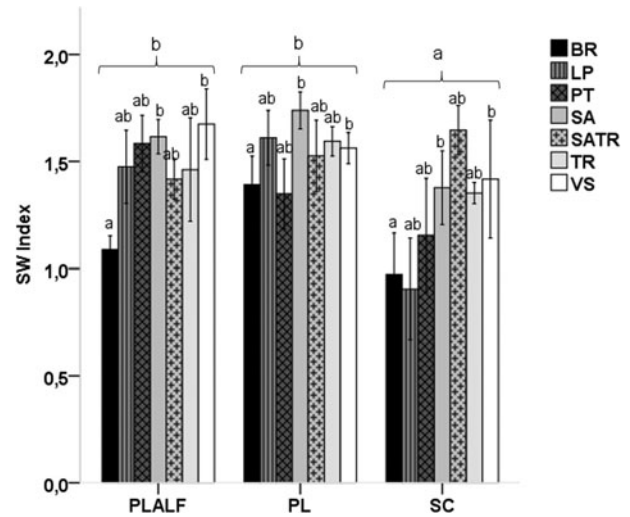 b b a
2,0
1,5
1,0
0,5
0,0
SW Index
a ab ab b ab ab b
a ab ab b ab ab b
a ab ab b ab ab b
PLALF PL SC
BR
LP
PT
SA
SATR
TR
VS